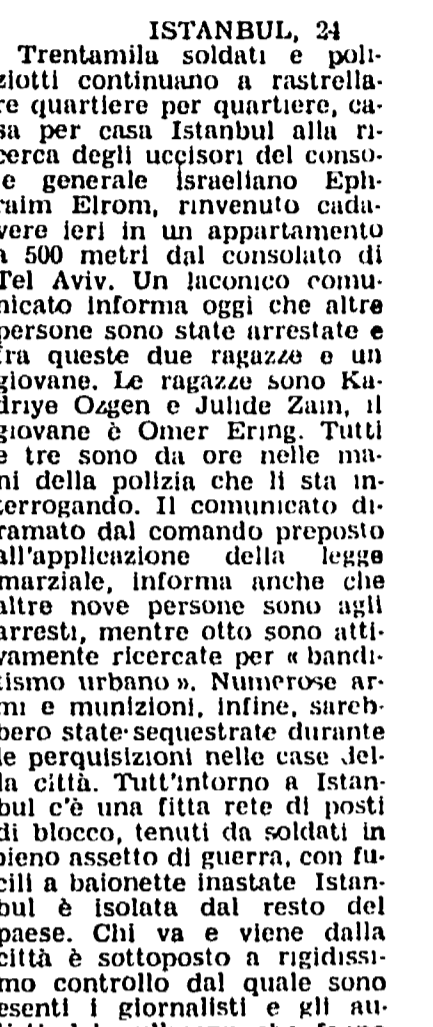 ISTANBUL, 24
Trentamila soldati e poli-
ziotti continuano a rastrella-
re quartiere per quartiere, ca-
sa per casa Istanbul alla ri-
cerca degli uccisori del conso-
le generale israeliano Eph-
raim Elrom, rinvenuto cada-
vere ieri in un appartamento
a 500 metri dal consolato di
Tel Aviv. Un laconico comu-
nicato informa oggi che altre
persone sono state arrestate e
fra queste due ragazze e un
giovane. Le ragazze sono Ka-
driye Ozgen e Julide Zaim, il
giovane è Omer Ering. Tutti
e tre sono da ore nelle ma-
ni della polizia che li sta in-
terrogando. Il comunicato di-
ramato dal comando preposto
all'applicazione della legge
marziale, informa anche che
altre nove persone sono agli
arresti, mentre otto sono atti-
vamente ricercate per « bandi-
tismo urbano ». Numerose ar-
mi e munizioni, infine, sareb-
bero state sequestrate durante
le perquisizioni nelle case del-
la città. Tutt'intorno a Istan-
bul c'è una fitta rete di posti
di blocco, tenuti da soldati in
pieno assetto di guerra, con fu-
cili a baionette inastate Istan-
bul è isolata dal resto del
paese. Chi va e viene dalla
città è sottoposto a rigidissi-
mo controllo dal quale sono
esenti i giornalisti e gli au-